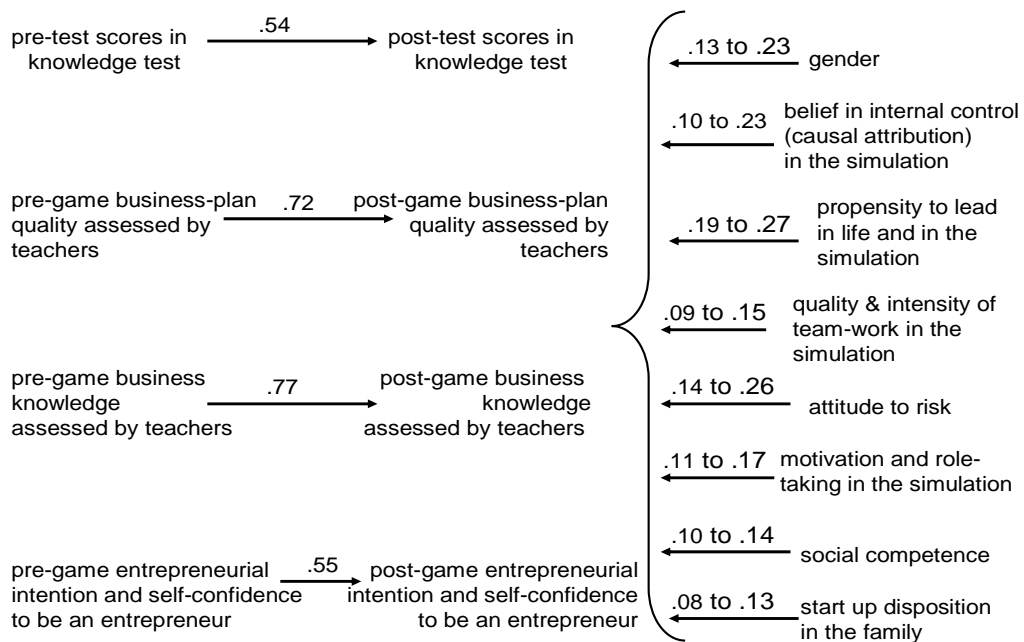 pre-test scores in
knowledge test
.54
post-test scores in
knowledge test
pre-game business-plan
quality assessed by
teachers
.72
post-game business-plan
quality assessed by
teachers
pre-game business
knowledge
assessed by teachers
.77
post-game business
knowledge
assessed by teachers
pre-game entrepreneurial
intention and self-confidence
to be an entrepreneur
.55
post-game entrepreneurial
intention and self-confidence
to be an entrepreneur
.13 to .23
gender
.10 to .23
belief in internal control
(causal attribution)
in the simulation
.19 to .27
propensity to lead
in life and in the
simulation
.09 to .15
quality & intensity of
team-work in the
simulation
.14 to .26
attitude to risk
.11 to .17
motivation and role-
taking in the simulation
.10 to .14
social competence
.08 to .13
start up disposition
in the family